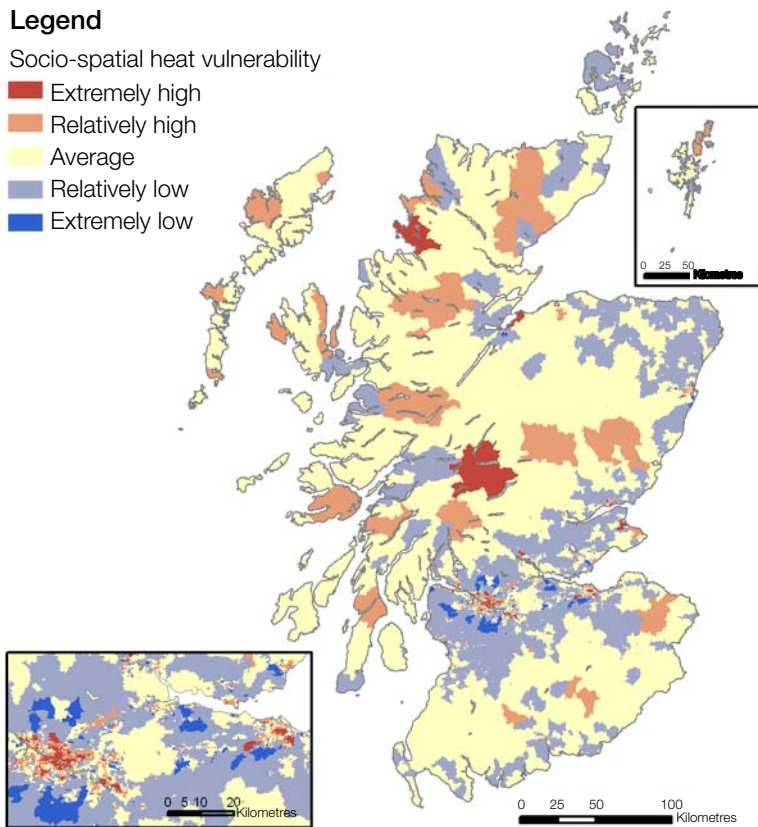 Legend
Socio-spatial heat vulnerability
Extremely high
Relatively high
Average
Relatively low
Extremely low
0 25 50
Kilometres
0 5 10 20
Kilometres
0 25 50 100
Kilometres